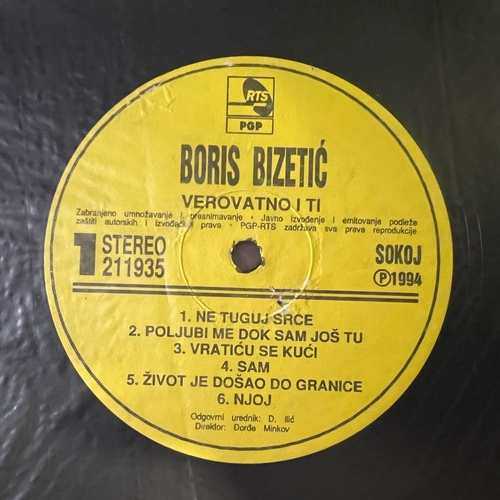 RTS
PGP
BORIS BIZETIĆ
VEROVATNO I TI
Zabranjeno umnožavanje i presnimavanje · Javno izvođenje i emitovanje podleže
zaštiti autorskih i izvođačkih prava · PGP-RTS zadržava sva prava reprodukcije
1 STEREO SOKOJ
211935 Ⓟ1994
1. NE TUGUJ SRCE
2. POLJUBI ME DOK SAM JOŠ TU
3. VRATIĆU SE KUĆI
4. SAM
5. ŽIVOT JE DOŠAO DO GRANICE
6. NJOJ
Odgovrni urednik: D. Ilić
Direktor: Đorđe Minkov